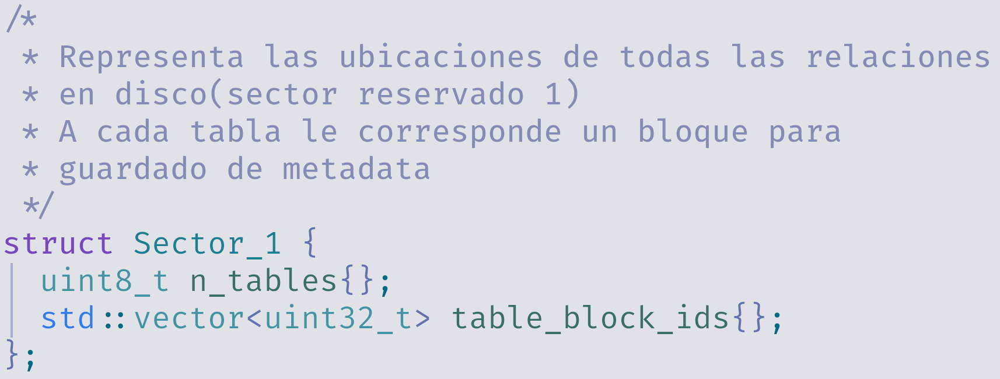 /*
 * Representa las ubicaciones de todas las relaciones
 * en disco(sector reservado 1)
 * A cada tabla le corresponde un bloque para
 * guardado de metadata
 */
struct Sector_1 {
  uint8_t n_tables{};
  std::vector<uint32_t> table_block_ids{};
};